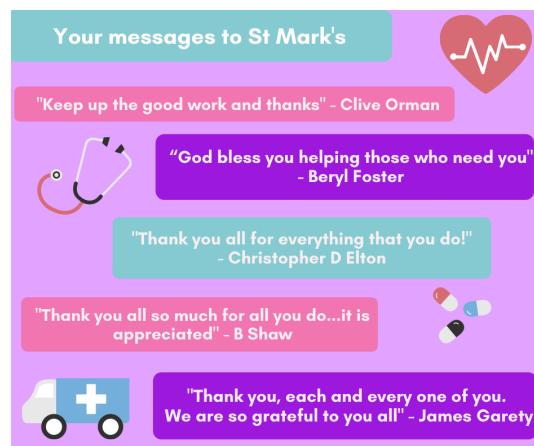 Your messages to St Mark's
"Keep up the good work and thanks" - Clive Orman
“God bless you helping those who need you"
- Beryl Foster
"Thank you all for everything that you do!"
- Christopher D Elton
"Thank you all so much for all you do...it is
appreciated" - B Shaw
"Thank you, each and every one of you.
We are so grateful to you all" - James Garety